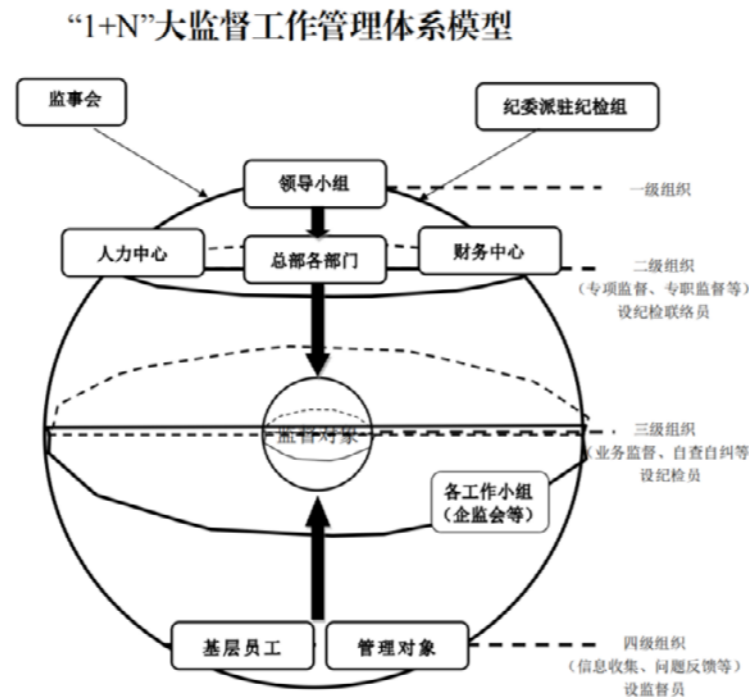 “1+N”大监督工作管理体系模型
监事会
纪委派驻纪检组
领导小组
一级组织
人力中心
总部各部门
财务中心
二级组织
（专项监督、专职监督等）
设纪检联络员
监督对象
三级组织
（业务监督、自查自纠等
设纪检员
各工作小组
（企监会等）
基层员工
管理对象
四级组织
（信息收集、问题反馈等）
设监督员